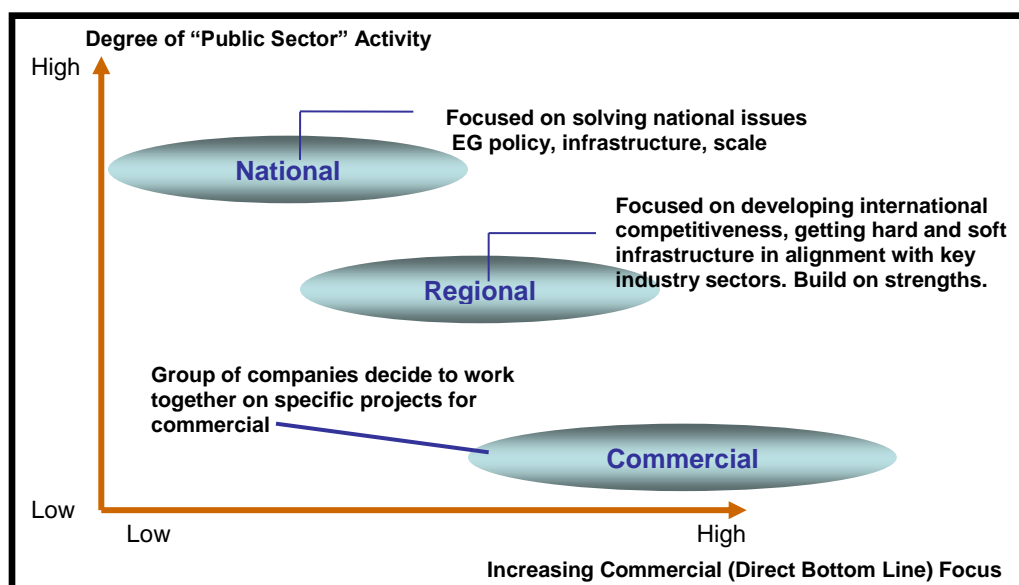 Degree of “Public Sector” Activity
High
Focused on solving national issues
EG policy, infrastructure, scale
National
Focused on developing international
competitiveness, getting hard and soft
infrastructure in alignment with key
industry sectors. Build on strengths.
Regional
Group of companies decide to work
together on specific projects for
commercial
Commercial
Low
Low
High
Increasing Commercial (Direct Bottom Line) Focus